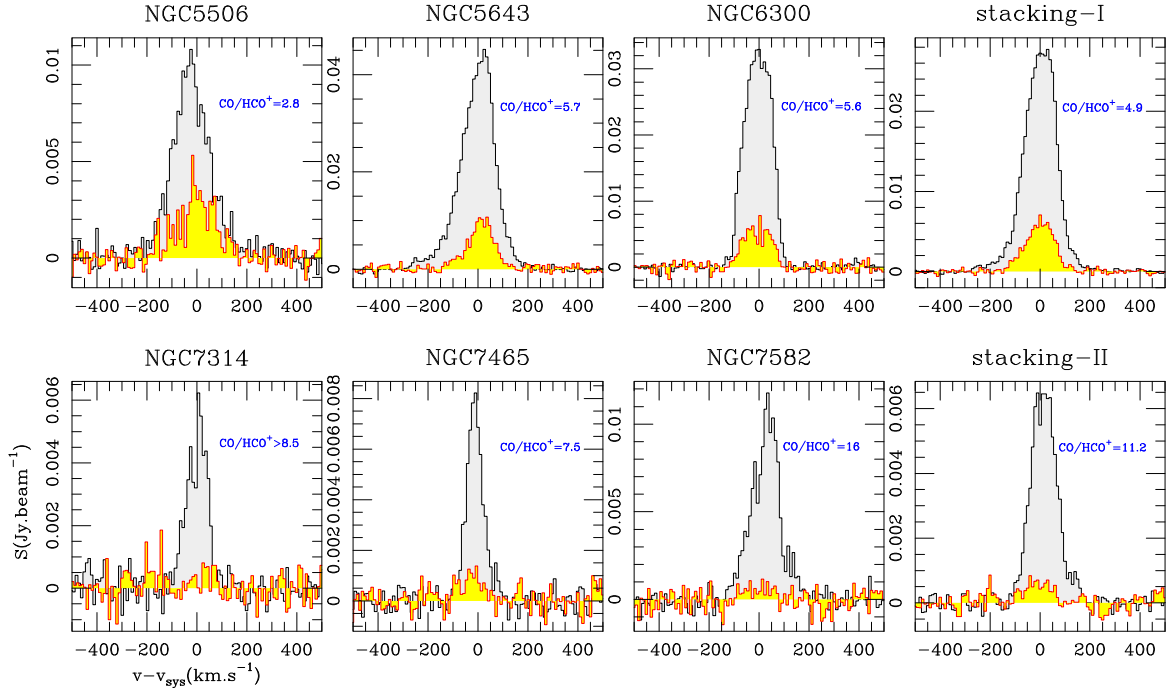 NGC5506
NGC5643
NGC6300
stacking-I
0.01
0.005
0
CO/HCO⁺=2.8
0.04
0.02
0
CO/HCO⁺=5.7
0.03
0.02
0.01
0
CO/HCO⁺=5.6
0.02
0.01
0
CO/HCO⁺=4.9
−400 −200 0 200 400
−400 −200 0 200 400
−400 −200 0 200 400
−400 −200 0 200 400
NGC7314
NGC7465
NGC7582
stacking-II
S(Jy.beam⁻¹)
0.006
0.004
0.002
0
CO/HCO⁺>8.5
0.008
0.006
0.004
0.002
0
CO/HCO⁺=7.5
0.01
0.005
0
CO/HCO⁺=16
0.006
0.004
0.002
0
CO/HCO⁺=11.2
−400 −200 0 200 400
−400 −200 0 200 400
−400 −200 0 200 400
−400 −200 0 200 400
v−vsys(km.s⁻¹)